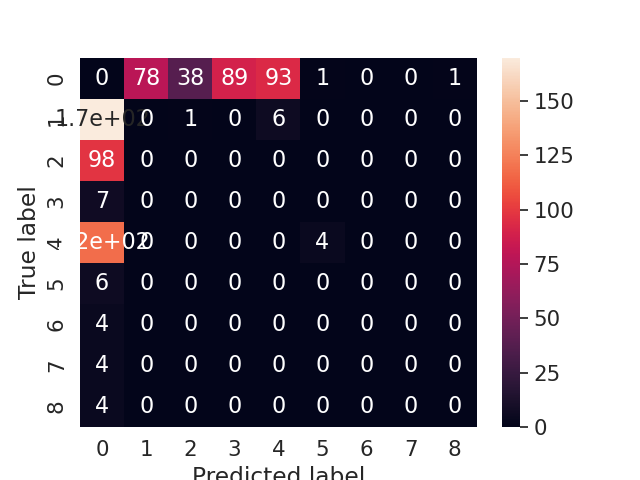 0 0 78 38 89 93 1 0 0 1
1 1.7e+02 0 1 0 6 0 0 0 0
2 98 0 0 0 0 0 0 0 0
3 7 0 0 0 0 0 0 0 0
4 2e+02 0 0 0 0 4 0 0 0
5 6 0 0 0 0 0 0 0 0
6 4 0 0 0 0 0 0 0 0
7 4 0 0 0 0 0 0 0 0
8 4 0 0 0 0 0 0 0 0
0 1 2 3 4 5 6 7 8
Predicted label
True label
150
125
100
75
50
25
0